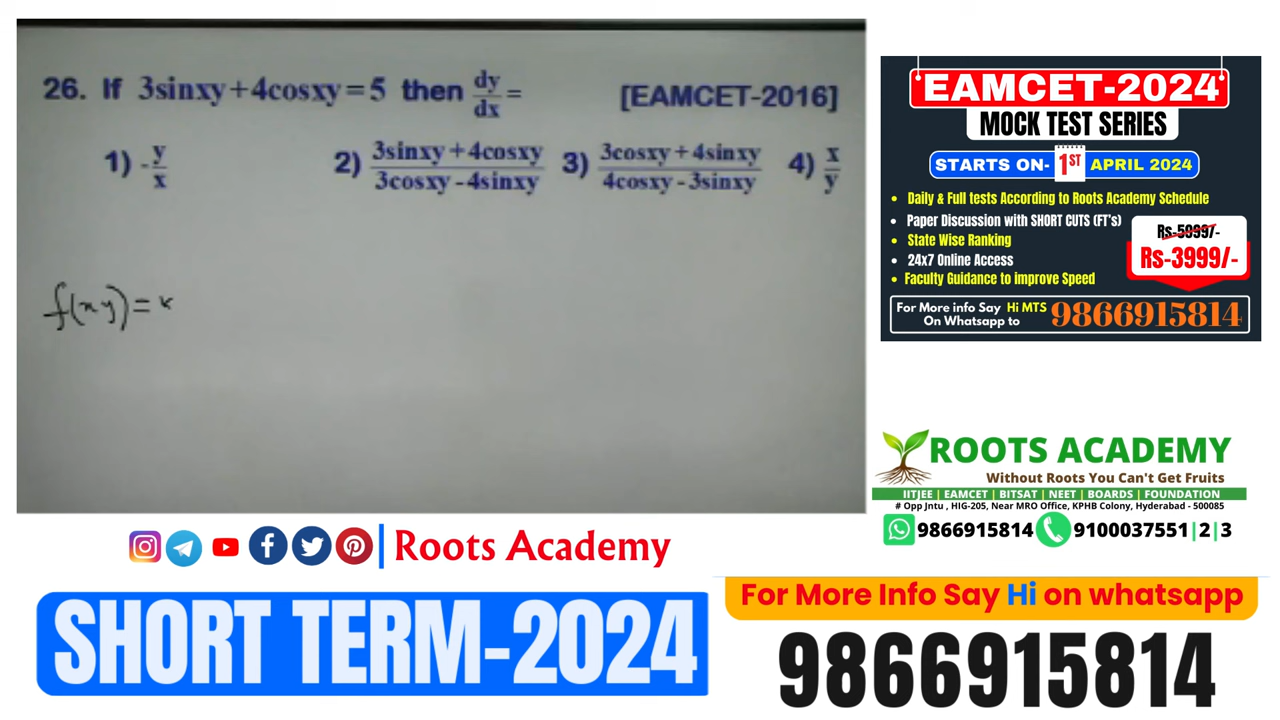 26. If 3sinxy+4cosxy=5 then dy/dx = [EAMCET-2016]
1) -y/x 2) 3sinxy+4cosxy/3cosxy-4sinxy 3) 3cosxy+4sinxy/4cosxy-3sinxy 4) x/y
f(xy)=k
EAMCET-2024
MOCK TEST SERIES
STARTS ON- 1ST APRIL 2024
• Daily & Full tests According to Roots Academy Schedule
• Paper Discussion with SHORT CUTS (FT's)
• State Wise Ranking
• 24x7 Online Access
• Faculty Guidance to improve Speed
Rs-5999/-
Rs-3999/-
For More info Say Hi MTS
On Whatsapp to 9866915814
ROOTS ACADEMY
Without Roots You Can't Get Fruits
IITJEE | EAMCET | BITSAT | NEET | BOARDS | FOUNDATION
# Opp Jntu , HIG-205, Near MRO Office, KPHB Colony, Hyderabad - 500085
9866915814 9100037551|2|3
Roots Academy
SHORT TERM-2024
For More Info Say Hi on whatsapp
9866915814